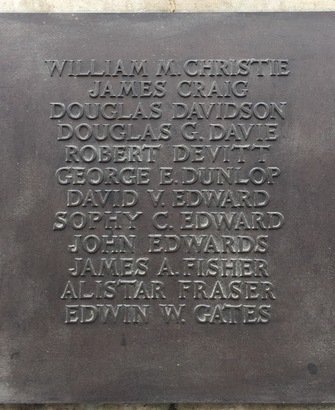 WILLIAM M. CHRISTIE
JAMES CRAIG
DOUGLAS DAVIDSON
DOUGLAS G. DAVIE
ROBERT DEVITT
GEORGE E. DUNLOP
DAVID V. EDWARD
SOPHY C. EDWARD
JOHN EDWARDS
JAMES A. FISHER
ALISTAR FRASER
EDWIN W. GATES